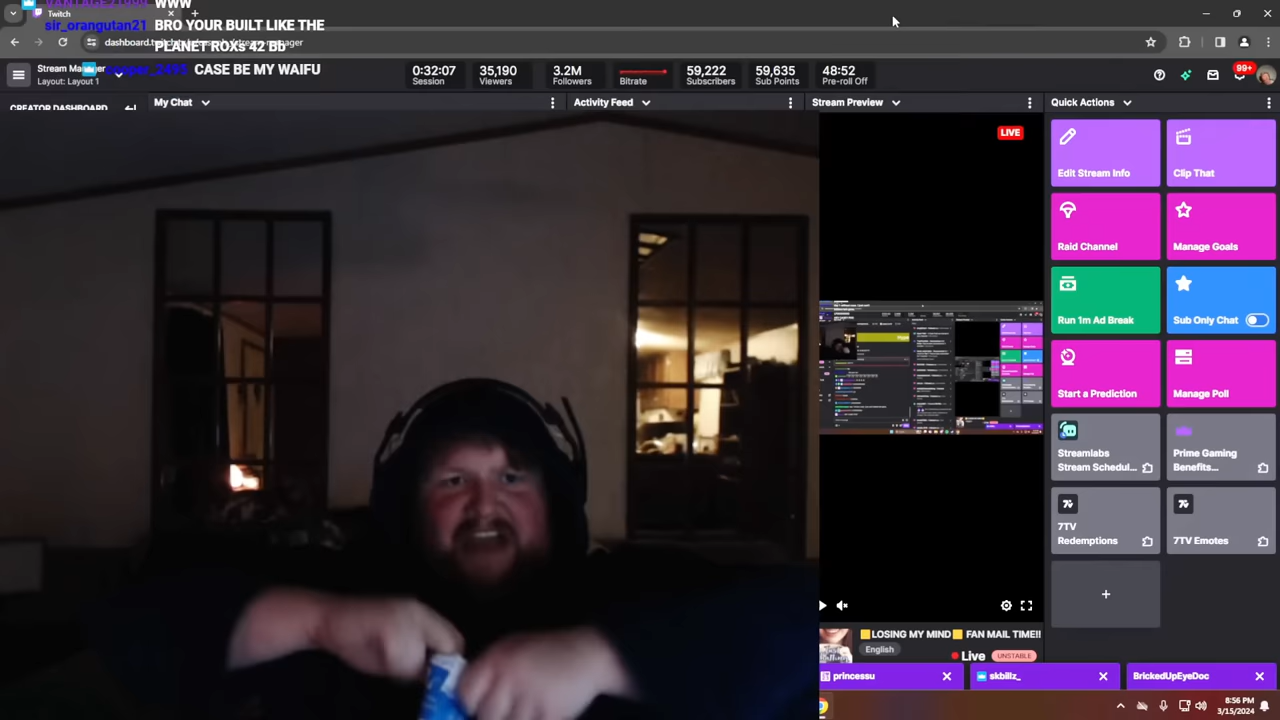 WWW
Twitch
sir_orangutan21 BRO YOUR BUILT LIKE THE
PLANET ROXs 42 Bb
CASE BE MY WAIFU
Stream Manager
Layout: Layout 1
0:32:07
Session
35,190
Viewers
3.2M
Followers
Bitrate
59,222
Subscribers
59,635
Sub Points
48:52
Pre-roll Off
99+
CREATOR DASHBOARD
My Chat
Activity Feed
Stream Preview
Quick Actions
LIVE
Edit Stream Info
Clip That
Raid Channel
Manage Goals
Run 1m Ad Break
Sub Only Chat
Start a Prediction
Manage Poll
Streamlabs
Stream Schedul...
Prime Gaming
Benefits...
7TV
Redemptions
7TV Emotes
+
LOSING MY MIND FAN MAIL TIME!!
English
Live UNSTABLE
princessu
skbillz_
BrickedUpEyeDoc
8:56 PM
3/15/2024